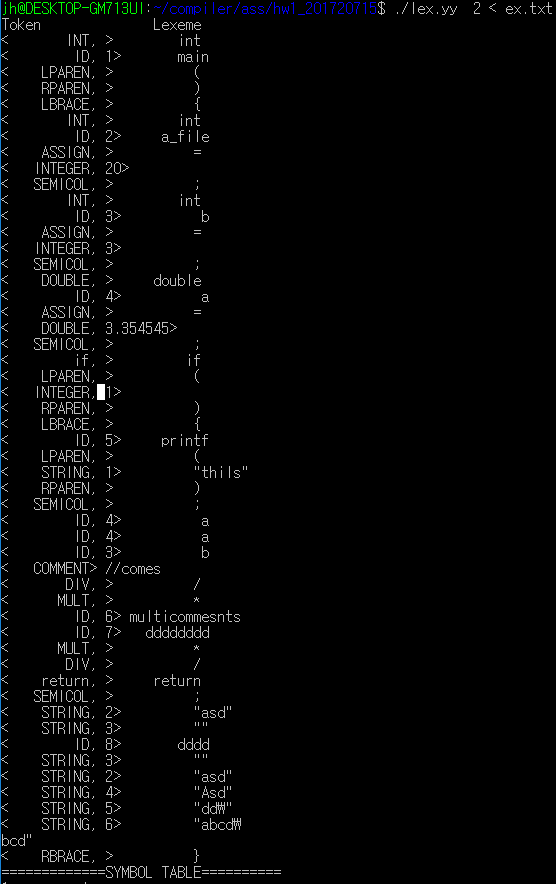 jh@DESKTOP-GM713UI:~/compiler/ass/hw1_201720715$ ./lex.yy 2 < ex.txt
Token Lexeme
< INT, > int
< ID, 1> main
< LPAREN, > (
< RPAREN, > )
< LBRACE, > {
< INT, > int
< ID, 2> a_file
< ASSIGN, > =
< INTEGER, 20>
< SEMICOL, > ;
< INT, > int
< ID, 3> b
< ASSIGN, > =
< INTEGER, 3>
< SEMICOL, > ;
< DOUBLE, > double
< ID, 4> a
< ASSIGN, > =
< DOUBLE, 3.354545>
< SEMICOL, > ;
< if, > if
< LPAREN, > (
< INTEGER, 1>
< RPAREN, > )
< LBRACE, > {
< ID, 5> printf
< LPAREN, > (
< STRING, 1> "thils"
< RPAREN, > )
< SEMICOL, > ;
< ID, 4> a
< ID, 4> a
< ID, 3> b
< COMMENT> //comes
< DIV, > /
< MULT, > *
< ID, 6> multicommesnts
< ID, 7> dddddddd
< MULT, > *
< DIV, > /
< return, > return
< SEMICOL, > ;
< STRING, 2> "asd"
< STRING, 3> ""
< ID, 8> dddd
< STRING, 3> ""
< STRING, 2> "asd"
< STRING, 4> "Asd"
< STRING, 5> "dd₩"
< STRING, 6> "abcd₩
bcd"
< RBRACE, > }
=============SYMBOL TABLE==========